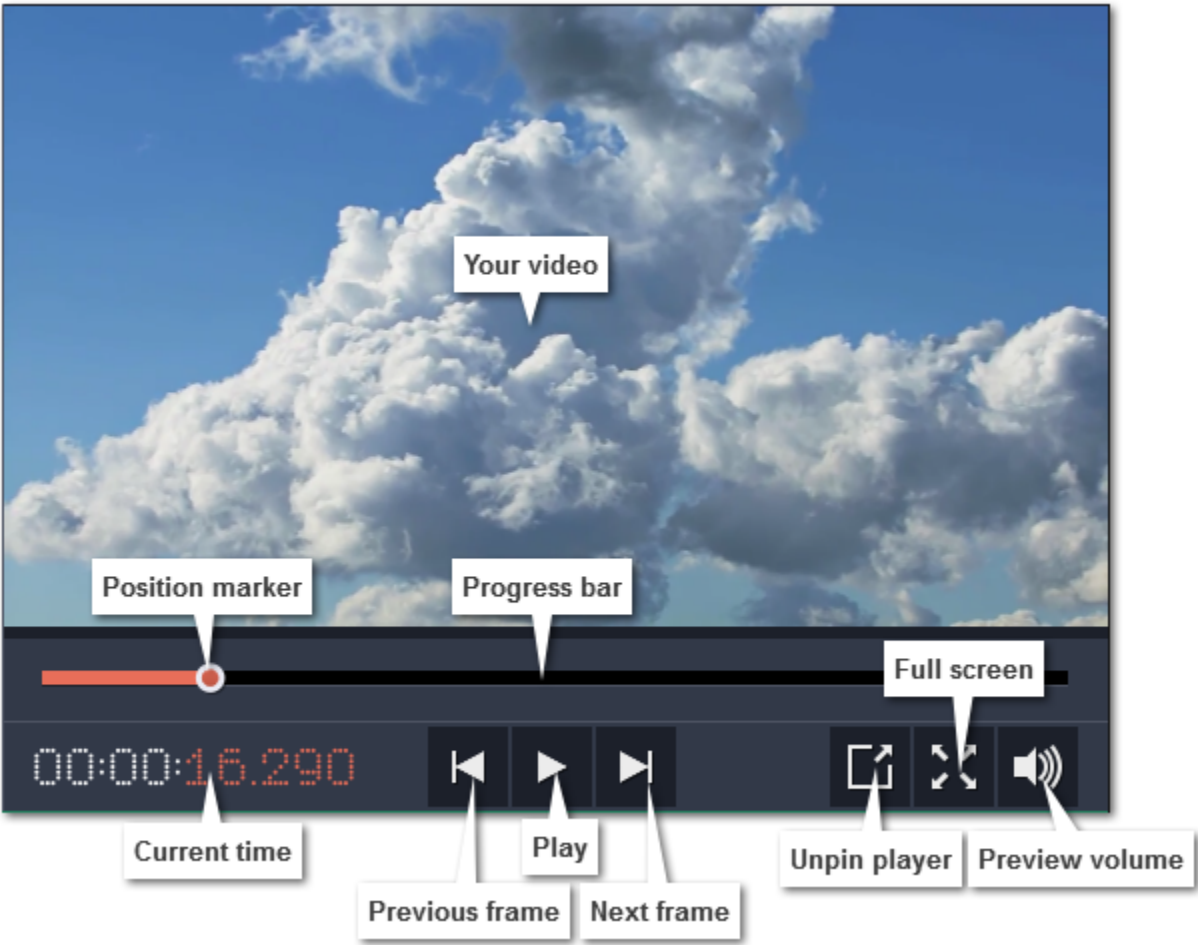 Your video
Position marker
Progress bar
Full screen
00:00:16.290
Current time
Play
Unpin player
Preview volume
Previous frame
Next frame